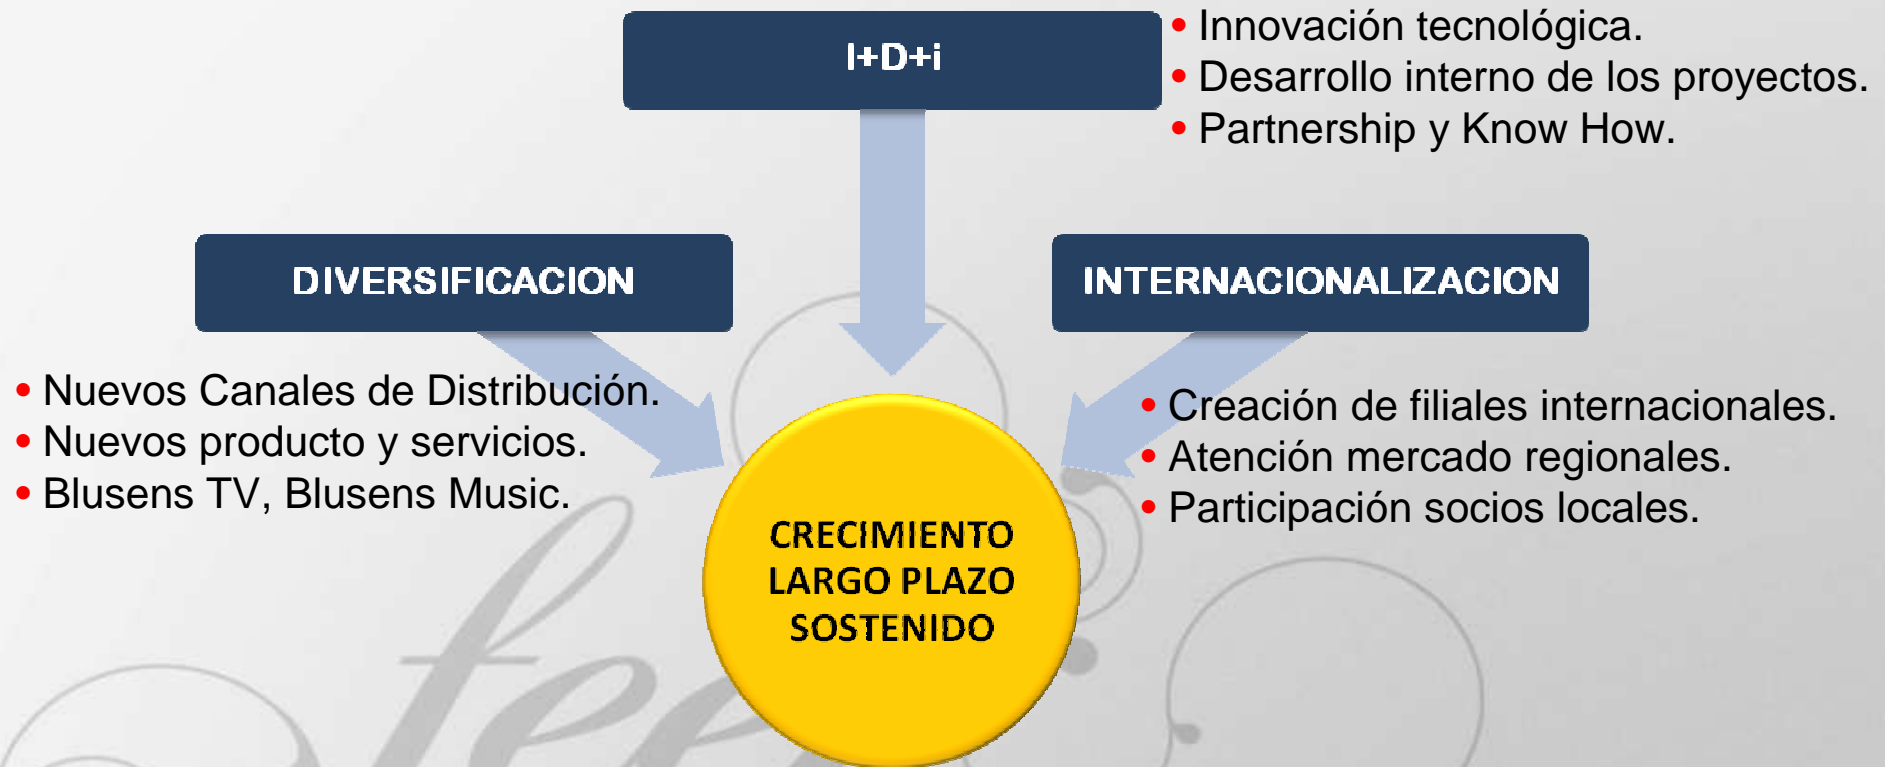 I+D+i
• Innovación tecnológica.
• Desarrollo interno de los proyectos.
• Partnership y Know How.
DIVERSIFICACION
• Nuevos Canales de Distribución.
• Nuevos producto y servicios.
• Blusens TV, Blusens Music.
INTERNACIONALIZACION
• Creación de filiales internacionales.
• Atención mercado regionales.
• Participación socios locales.
CRECIMIENTO
LARGO PLAZO
SOSTENIDO